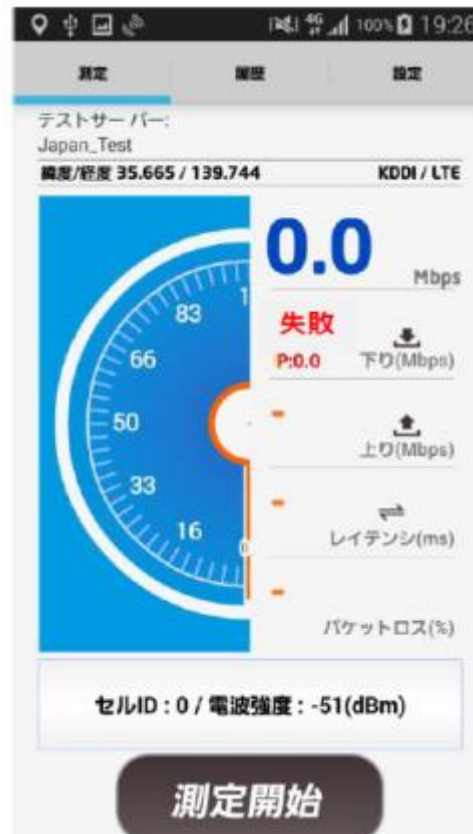 4G 100% 19:26
測定 履歴 設定
テストサーバー:
Japan_Test
緯度/経度 35.665 / 139.744 KDDI / LTE
0.0
Mbps
失敗
P:0.0 下り(Mbps)
- 上り(Mbps)
- レイテンシ(ms)
- パケットロス(%)
83
66
50
33
16
0
セルID : 0 / 電波強度 : -51(dBm)
測定開始